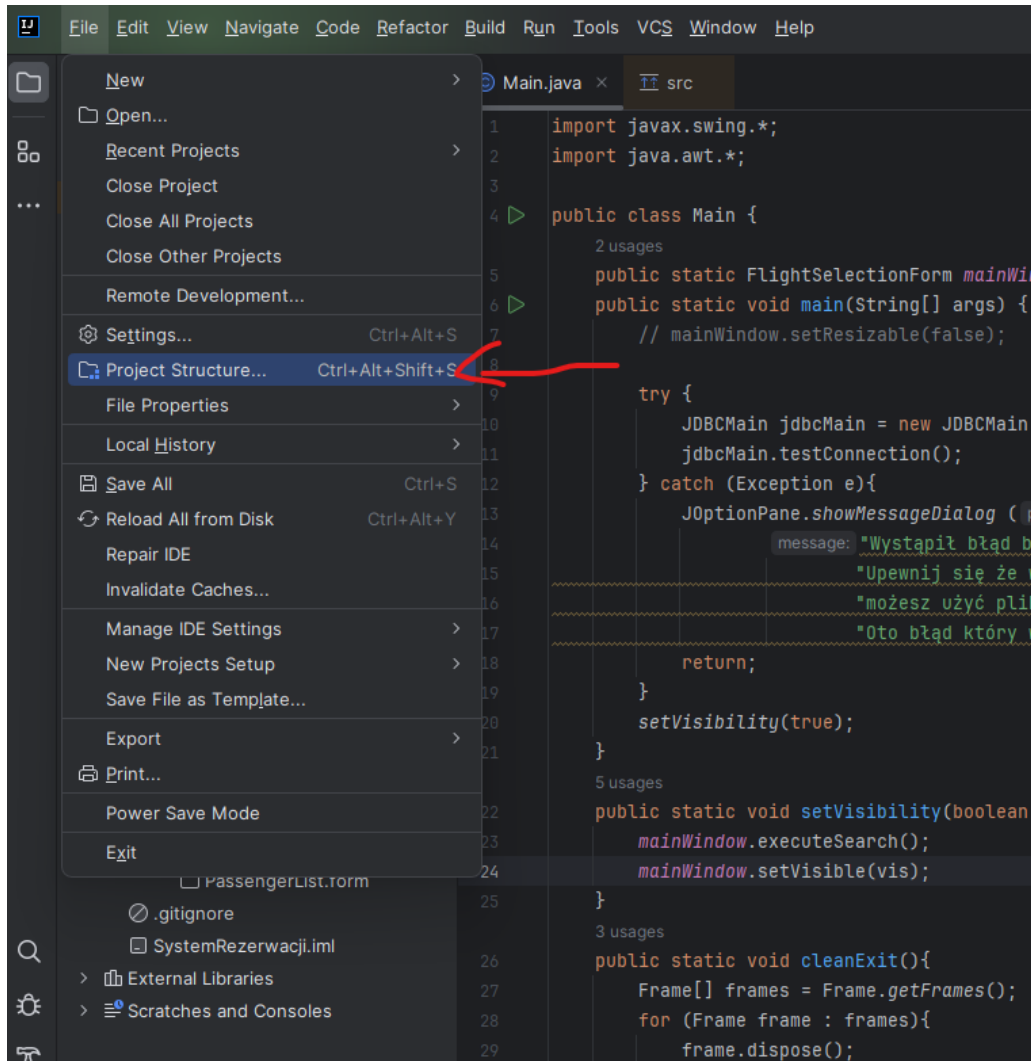 IJ
File Edit View Navigate Code Refactor Build Run Tools VCS Window Help
New
Open...
Recent Projects
Close Project
Close All Projects
Close Other Projects
Remote Development...
Settings... Ctrl+Alt+S
Project Structure... Ctrl+Alt+Shift+S
File Properties
Local History
Save All Ctrl+S
Reload All from Disk Ctrl+Alt+Y
Repair IDE
Invalidate Caches...
Manage IDE Settings
New Projects Setup
Save File as Template...
Export
Print...
Power Save Mode
Exit
PassengerList.form
.gitignore
SystemRezerwacji.iml
External Libraries
Scratches and Consoles
Main.java × src
1 import javax.swing.*;
2 import java.awt.*;
3
4 public class Main {
2 usages
5 public static FlightSelectionForm mainWi
6 public static void main(String[] args) {
7 // mainWindow.setResizable(false);
8
9 try {
10 JDBCMain jdbcMain = new JDBCMain
11 jdbcMain.testConnection();
12 } catch (Exception e){
13 JOptionPane.showMessageDialog (
14 message: "Wystąpił błąd b
15 "Upewnij się że w
16 "możesz użyć pli
17 "Oto błąd który w
18 return;
19 }
20 setVisibility(true);
21 }
5 usages
22 public static void setVisibility(boolean
23 mainWindow.executeSearch();
24 mainWindow.setVisible(vis);
25 }
3 usages
26 public static void cleanExit(){
27 Frame[] frames = Frame.getFrames();
28 for (Frame frame : frames){
29 frame.dispose();